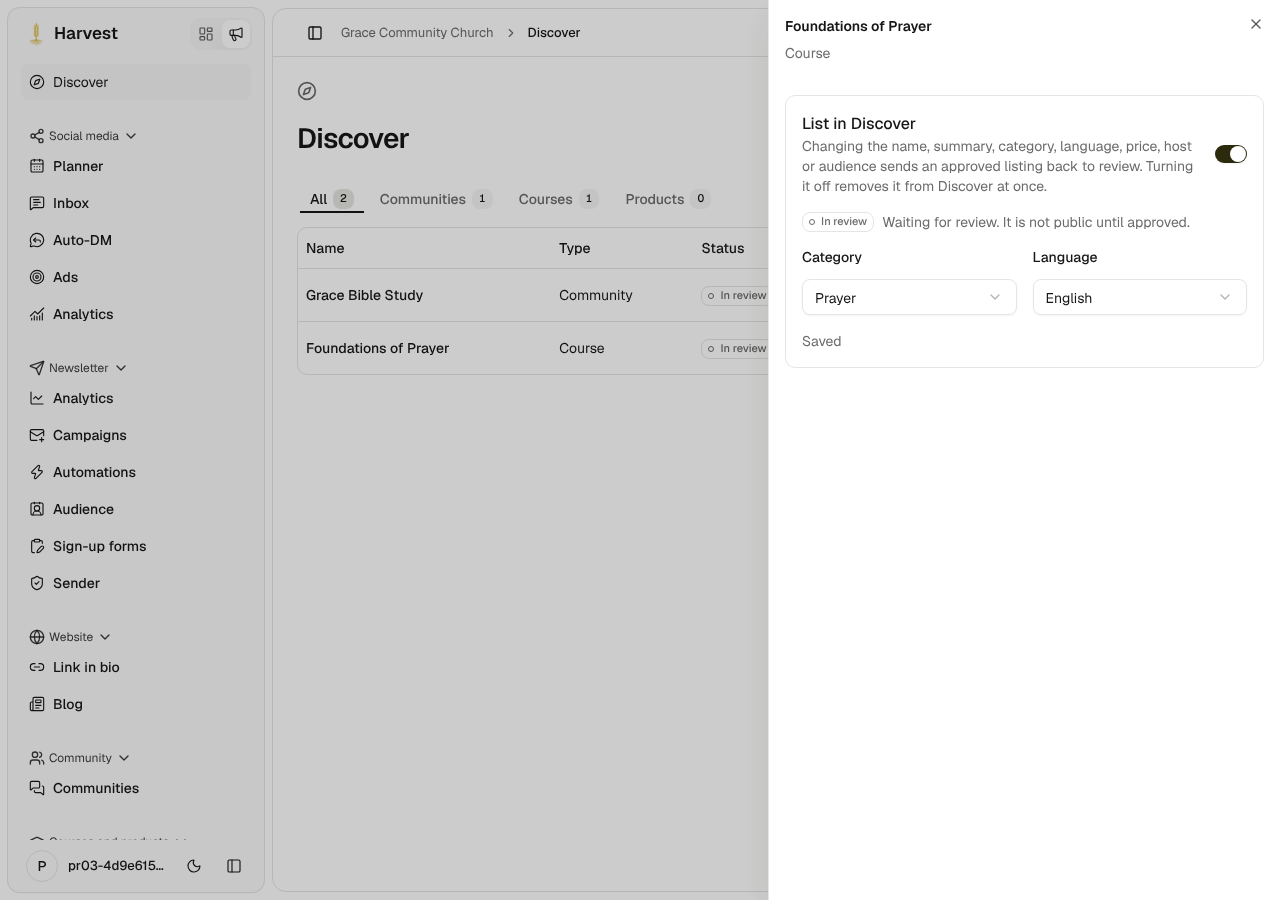 Harvest
Discover
Social media
Planner
Inbox
Auto-DM
Ads
Analytics
Newsletter
Analytics
Campaigns
Automations
Audience
Sign-up forms
Sender
Website
Link in bio
Blog
Community
Communities
P
pr03-4d9e615…
Grace Community Church
Discover
Discover
All 2
Communities 1
Courses 1
Products 0
Name Type Status
Grace Bible Study Community In review
Foundations of Prayer Course In review
Foundations of Prayer
Course
List in Discover
Changing the name, summary, category, language, price, host
or audience sends an approved listing back to review. Turning
it off removes it from Discover at once.
In review Waiting for review. It is not public until approved.
Category Language
Prayer English
Saved